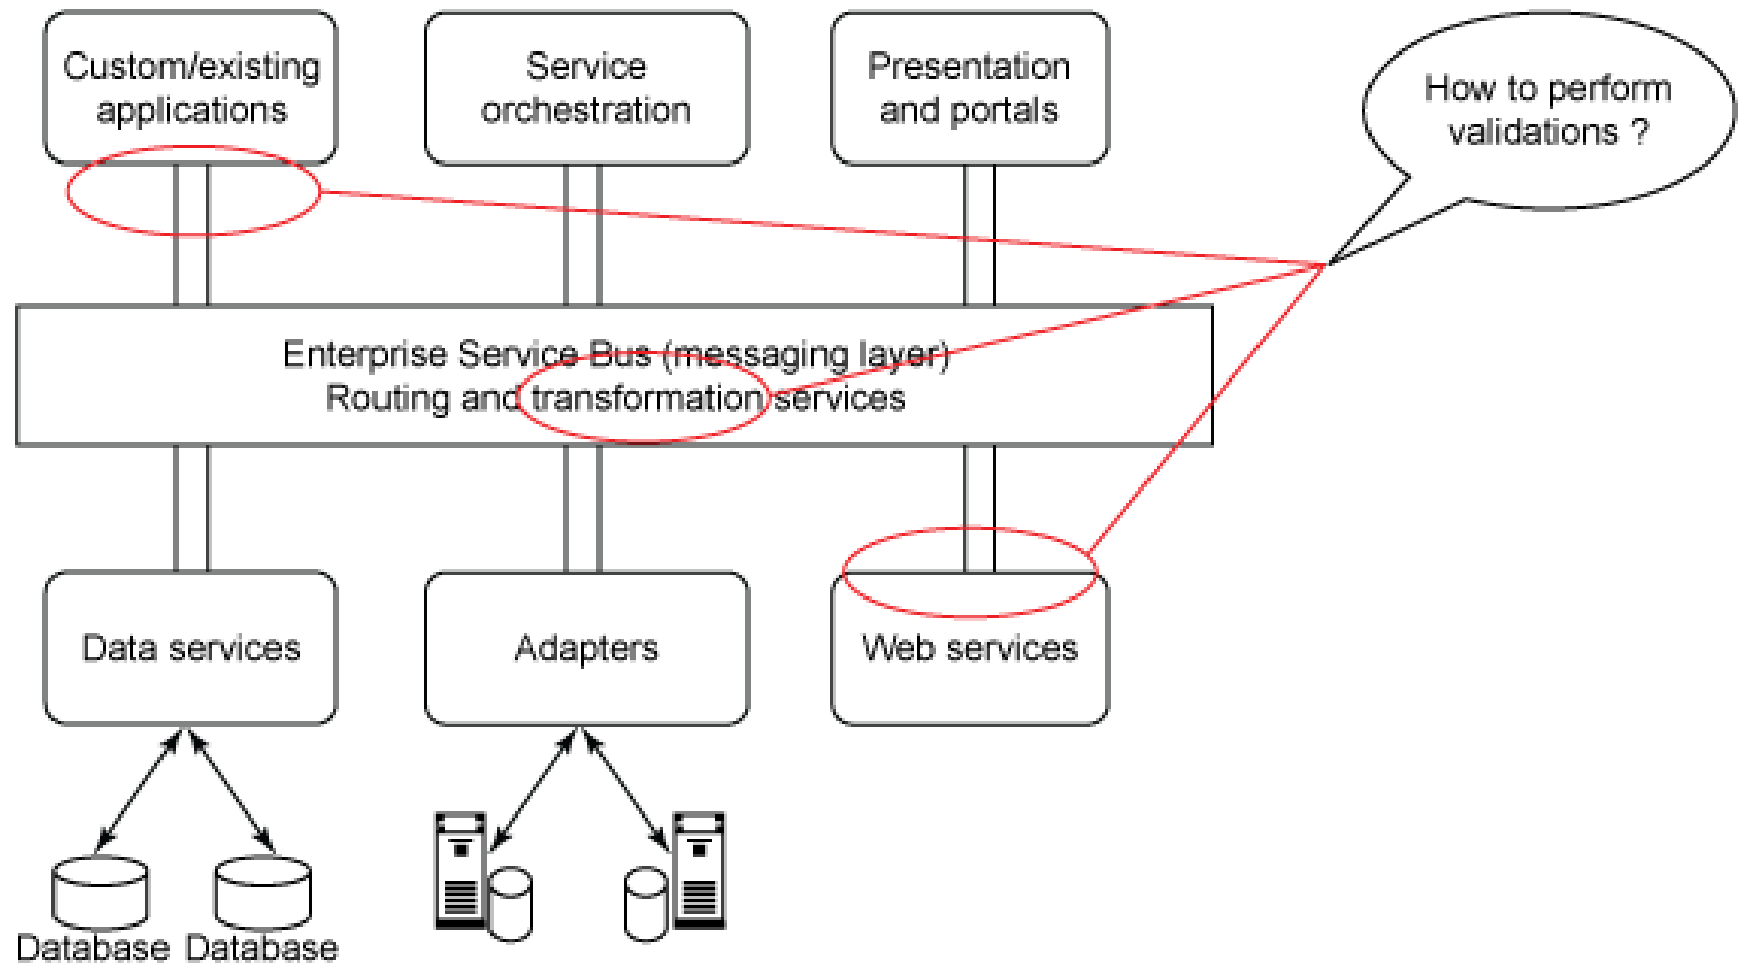 Custom/existing
applications
Service
orchestration
Presentation
and portals
How to perform
validations ?
Enterprise Service Bus (messaging layer)
Routing and transformation services
Data services
Adapters
Web services
Database
Database